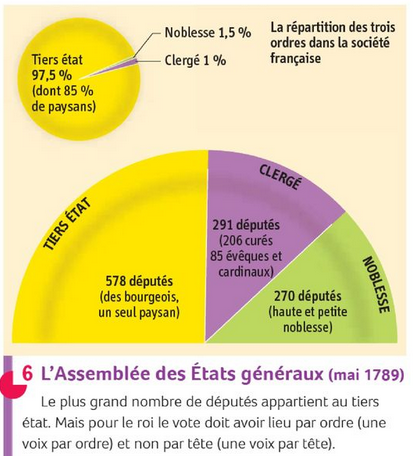 La répartition des trois
ordres dans la société
française
Noblesse 1,5 %
Clergé 1 %
Tiers état
97,5 %
(dont 85 %
de paysans)
TIERS ÉTAT
578 députés
(des bourgeois,
un seul paysan)
CLERGÉ
291 députés
(206 curés
85 évêques et
cardinaux)
NOBLESSE
270 députés
(haute et petite
noblesse)
6 L'Assemblée des États généraux (mai 1789)
Le plus grand nombre de députés appartient au tiers
état. Mais pour le roi le vote doit avoir lieu par ordre (une
voix par ordre) et non par tête (une voix par tête).